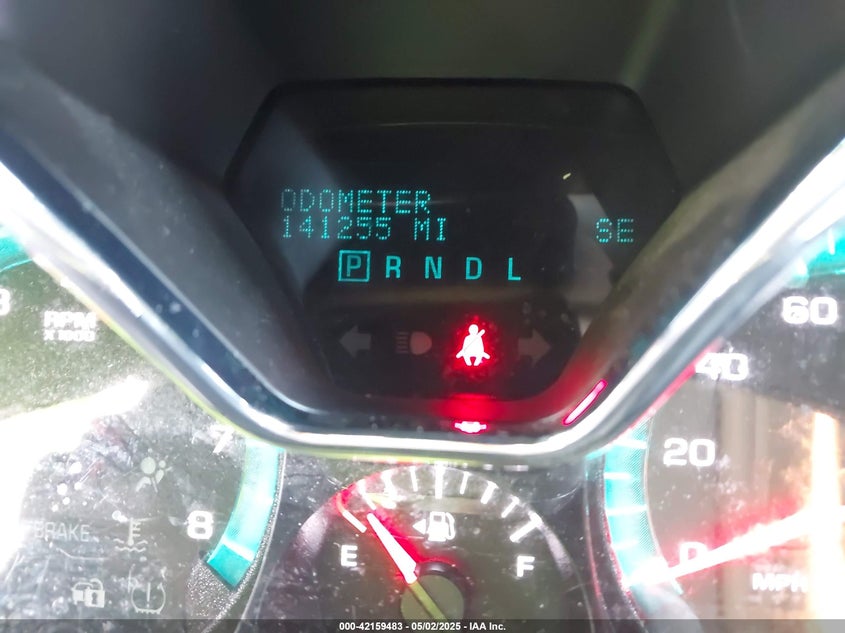 ODOMETER
141255 MI SE
P R N D L
RPM
X1000
60
40
20
0
MPH
7
8
BRAKE
E F
000-42159483 - 05/02/2025 - IAA Inc.